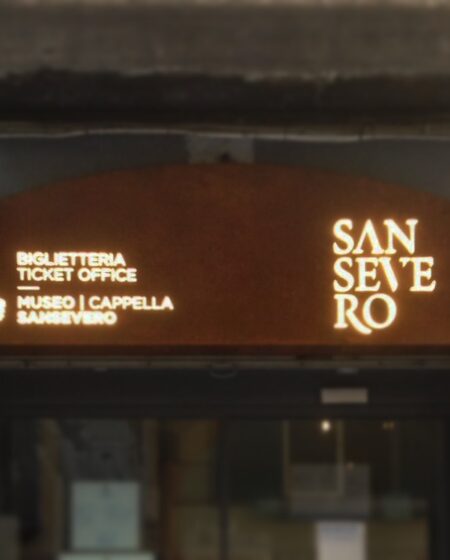 BIGLIETTERIA
TICKET OFFICE
MUSEO | CAPPELLA
SANSEVERO
SAN
SEVE
RO